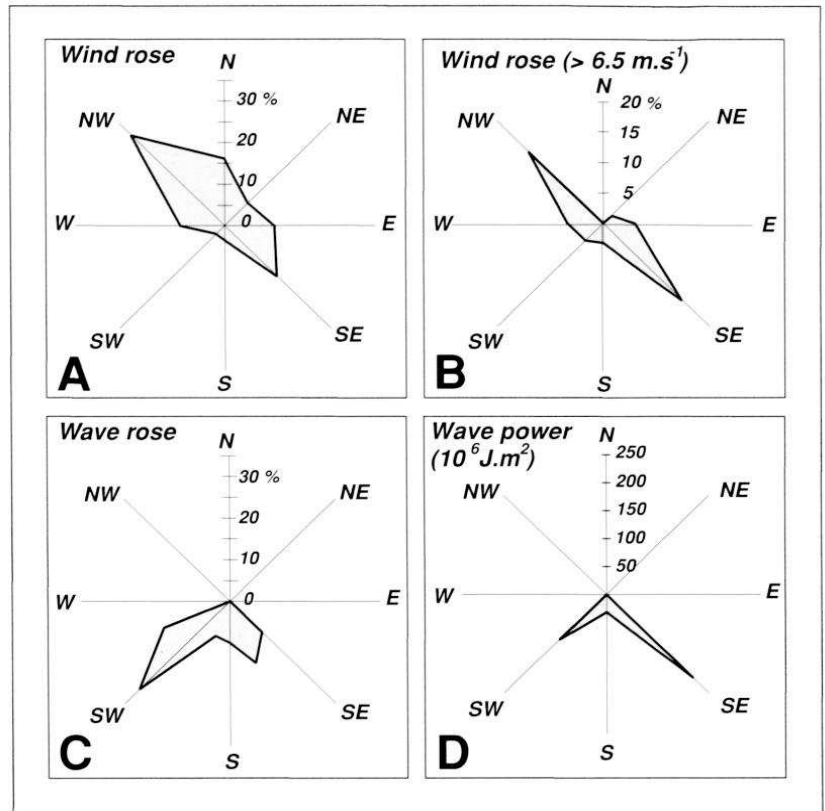 Wind rose
N
30 %
20
10
0
NW
NE
W
E
SW
SE
S
A
Wind rose (> 6.5 m.s⁻¹)
N
20 %
15
10
5
NW
NE
W
E
SW
SE
S
B
Wave rose
N
30 %
20
10
0
NW
NE
W
E
SW
SE
S
C
Wave power
(10⁶J.m²)
N
250
200
150
100
50
NW
NE
W
E
SW
SE
S
D